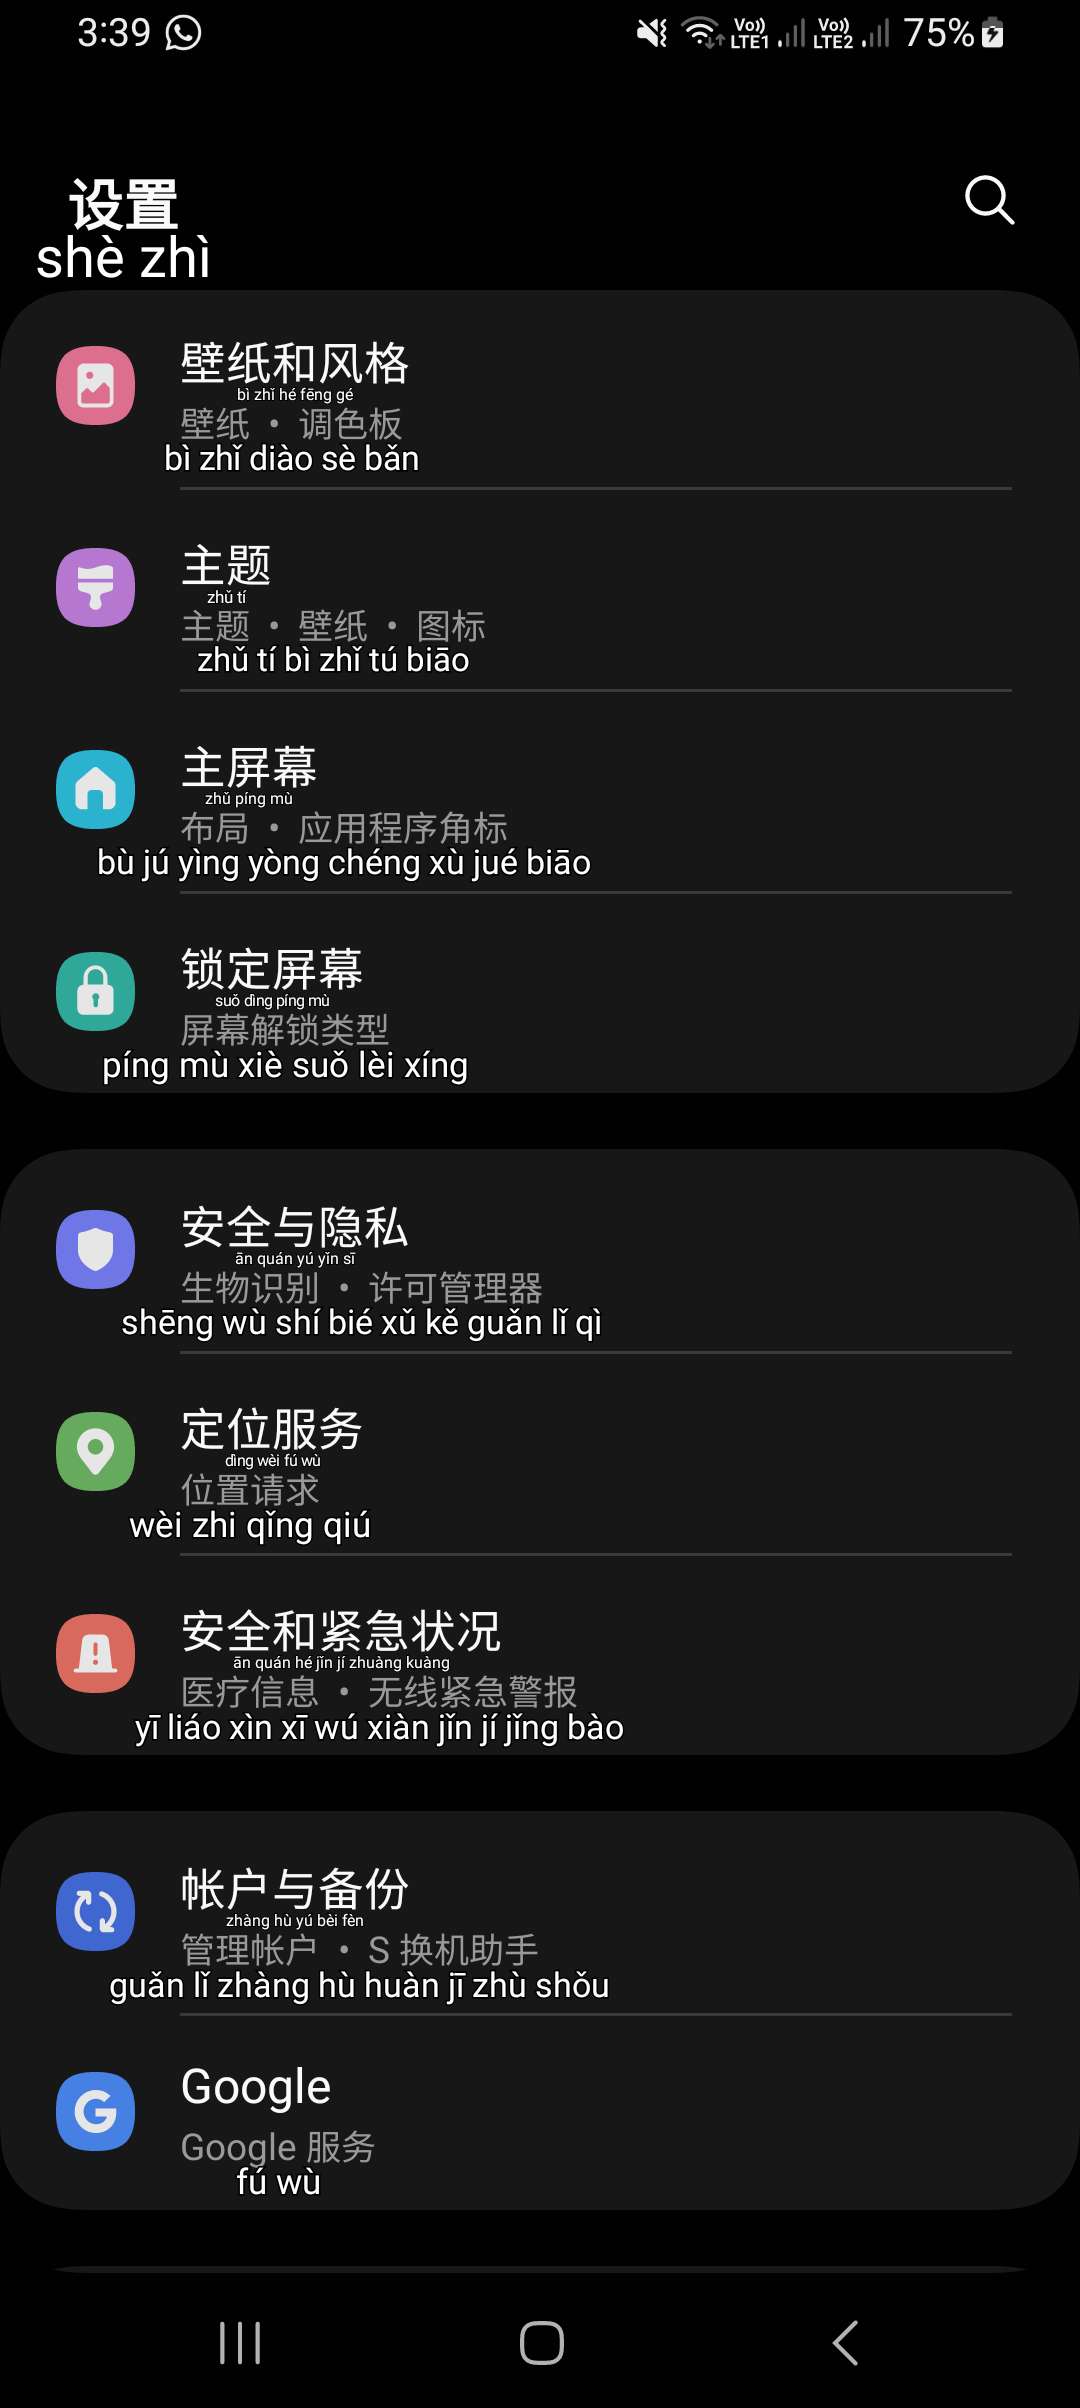 3:39 Vo)) LTE1 Vo)) LTE2 75%
设置
shè zhì
壁纸和风格
bì zhǐ hé fēng gé
壁纸 • 调色板
bì zhǐ diào sè bǎn
主题
zhǔ tí
主题 • 壁纸 • 图标
zhǔ tí bì zhǐ tú biāo
主屏幕
zhǔ píng mù
布局 • 应用程序角标
bù jú yìng yòng chéng xù jué biāo
锁定屏幕
suǒ dìng píng mù
屏幕解锁类型
píng mù xiè suǒ lèi xíng
安全与隐私
ān quán yú yǐn sī
生物识别 • 许可管理器
shēng wù shí bié xǔ kě guǎn lǐ qì
定位服务
dìng wèi fú wù
位置请求
wèi zhi qǐng qiú
安全和紧急状况
ān quán hé jǐn jí zhuàng kuàng
医疗信息 • 无线紧急警报
yī liáo xìn xī wú xiàn jǐn jí jǐng bào
帐户与备份
zhàng hù yú bèi fèn
管理帐户 • S 换机助手
guǎn lǐ zhàng hù huàn jī zhù shǒu
Google
Google 服务
fú wù